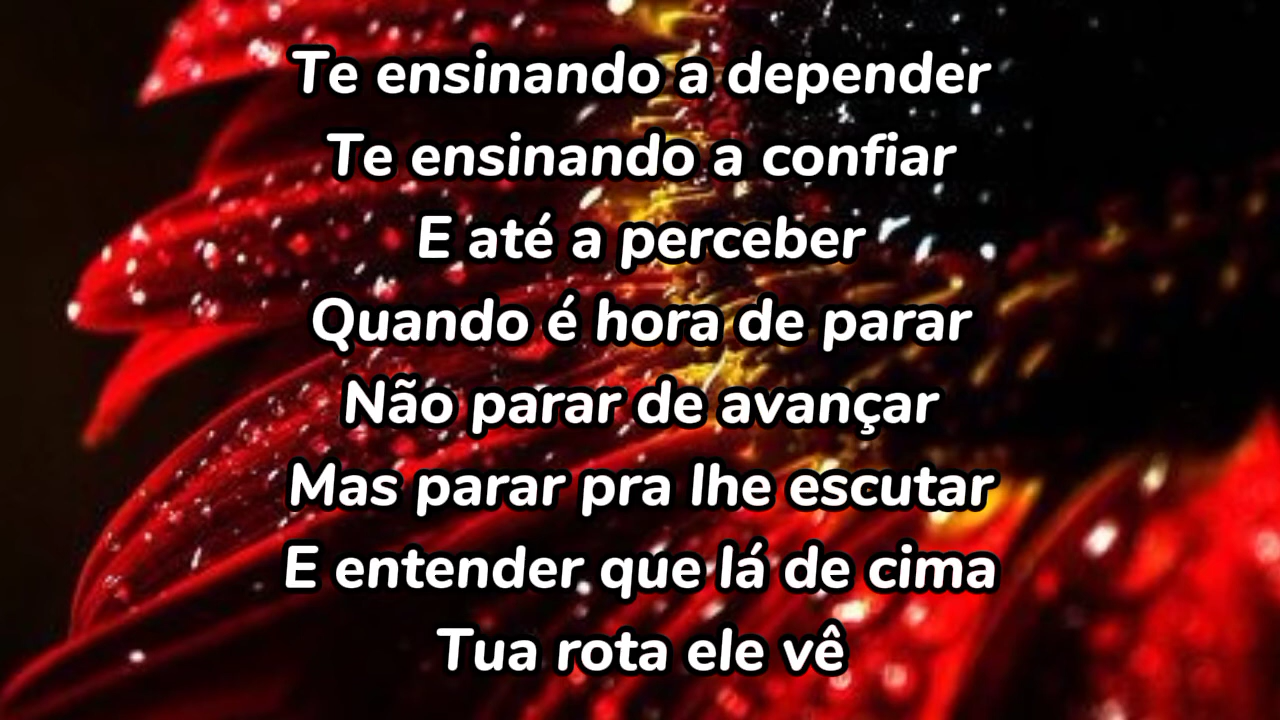 Te ensinando a depender
Te ensinando a confiar
E até a perceber
Quando é hora de parar
Não parar de avançar
Mas parar pra lhe escutar
E entender que lá de cima
Tua rota ele vê